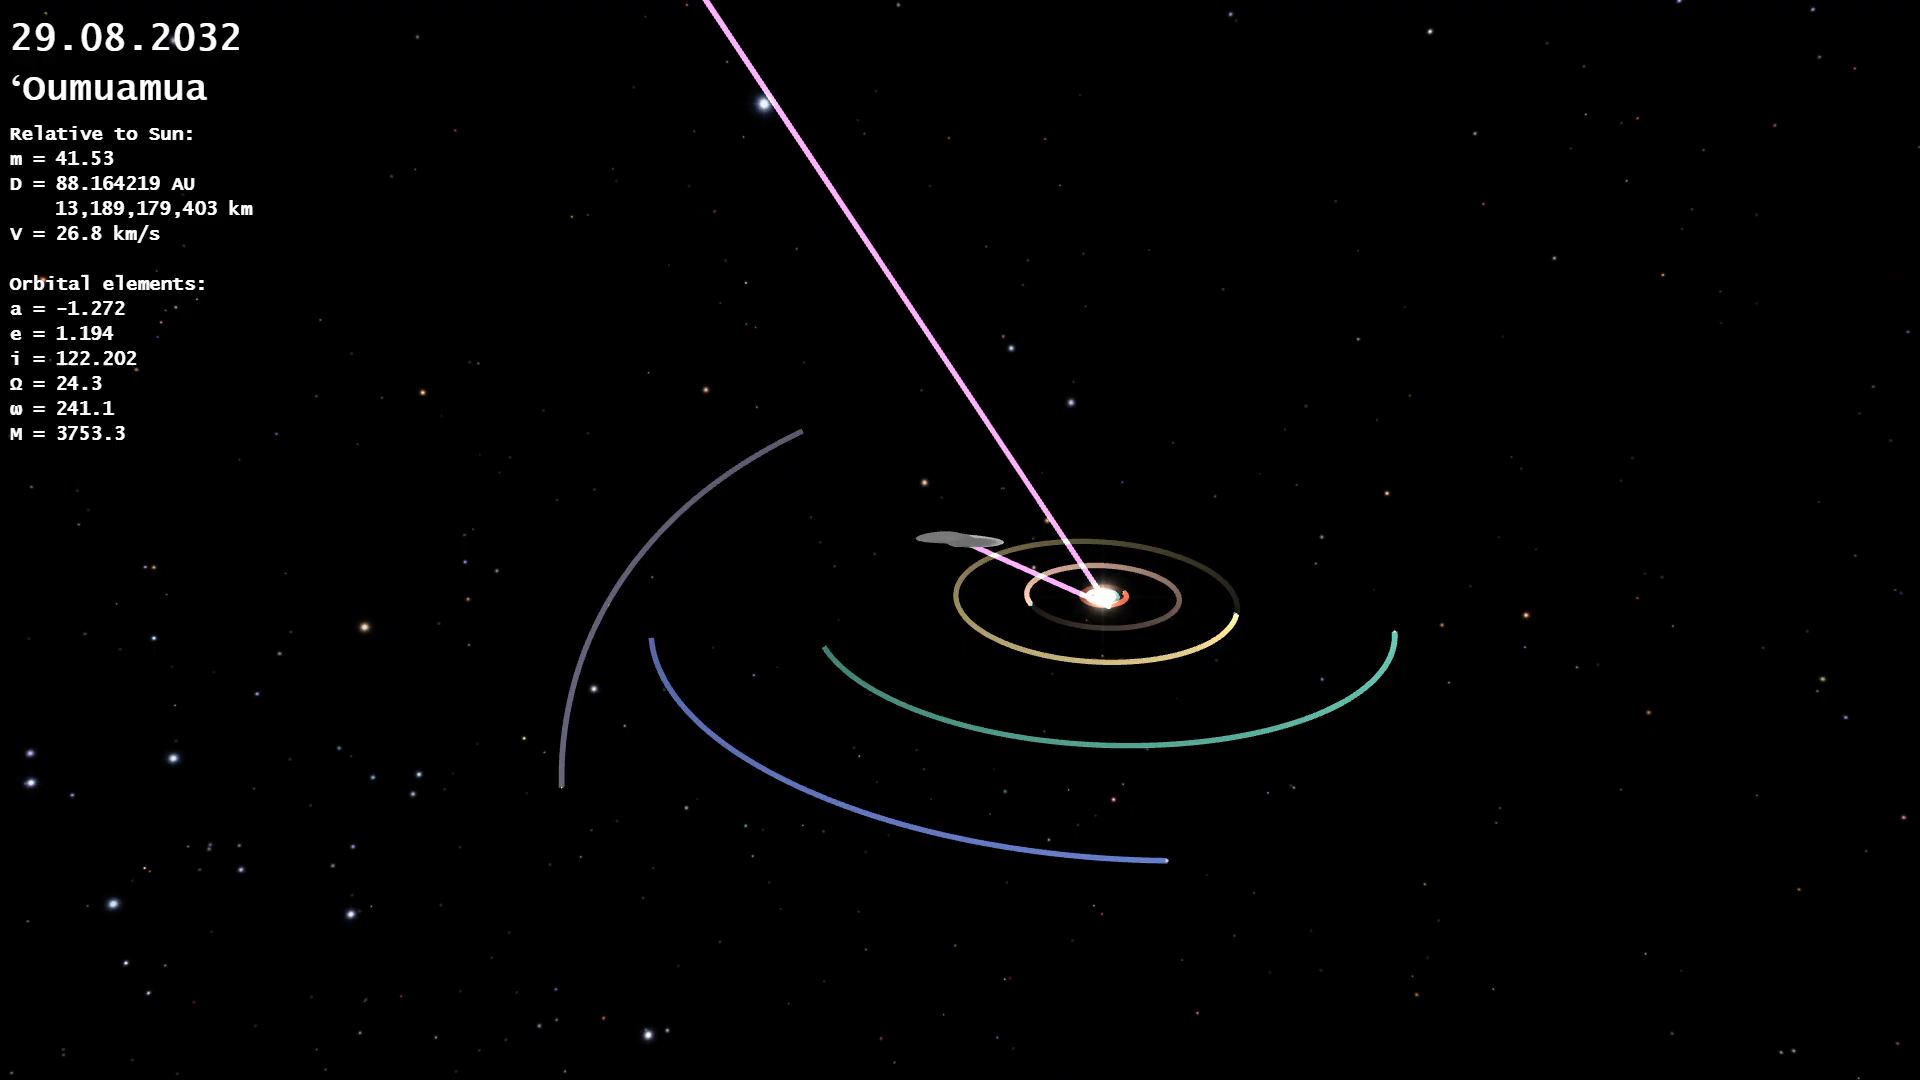 29.08.2032
ʻOumuamua
Relative to Sun:
m = 41.53
D = 88.164219 AU
13,189,179,403 km
V = 26.8 km/s
Orbital elements:
a = -1.272
e = 1.194
i = 122.202
Ω = 24.3
ω = 241.1
M = 3753.3